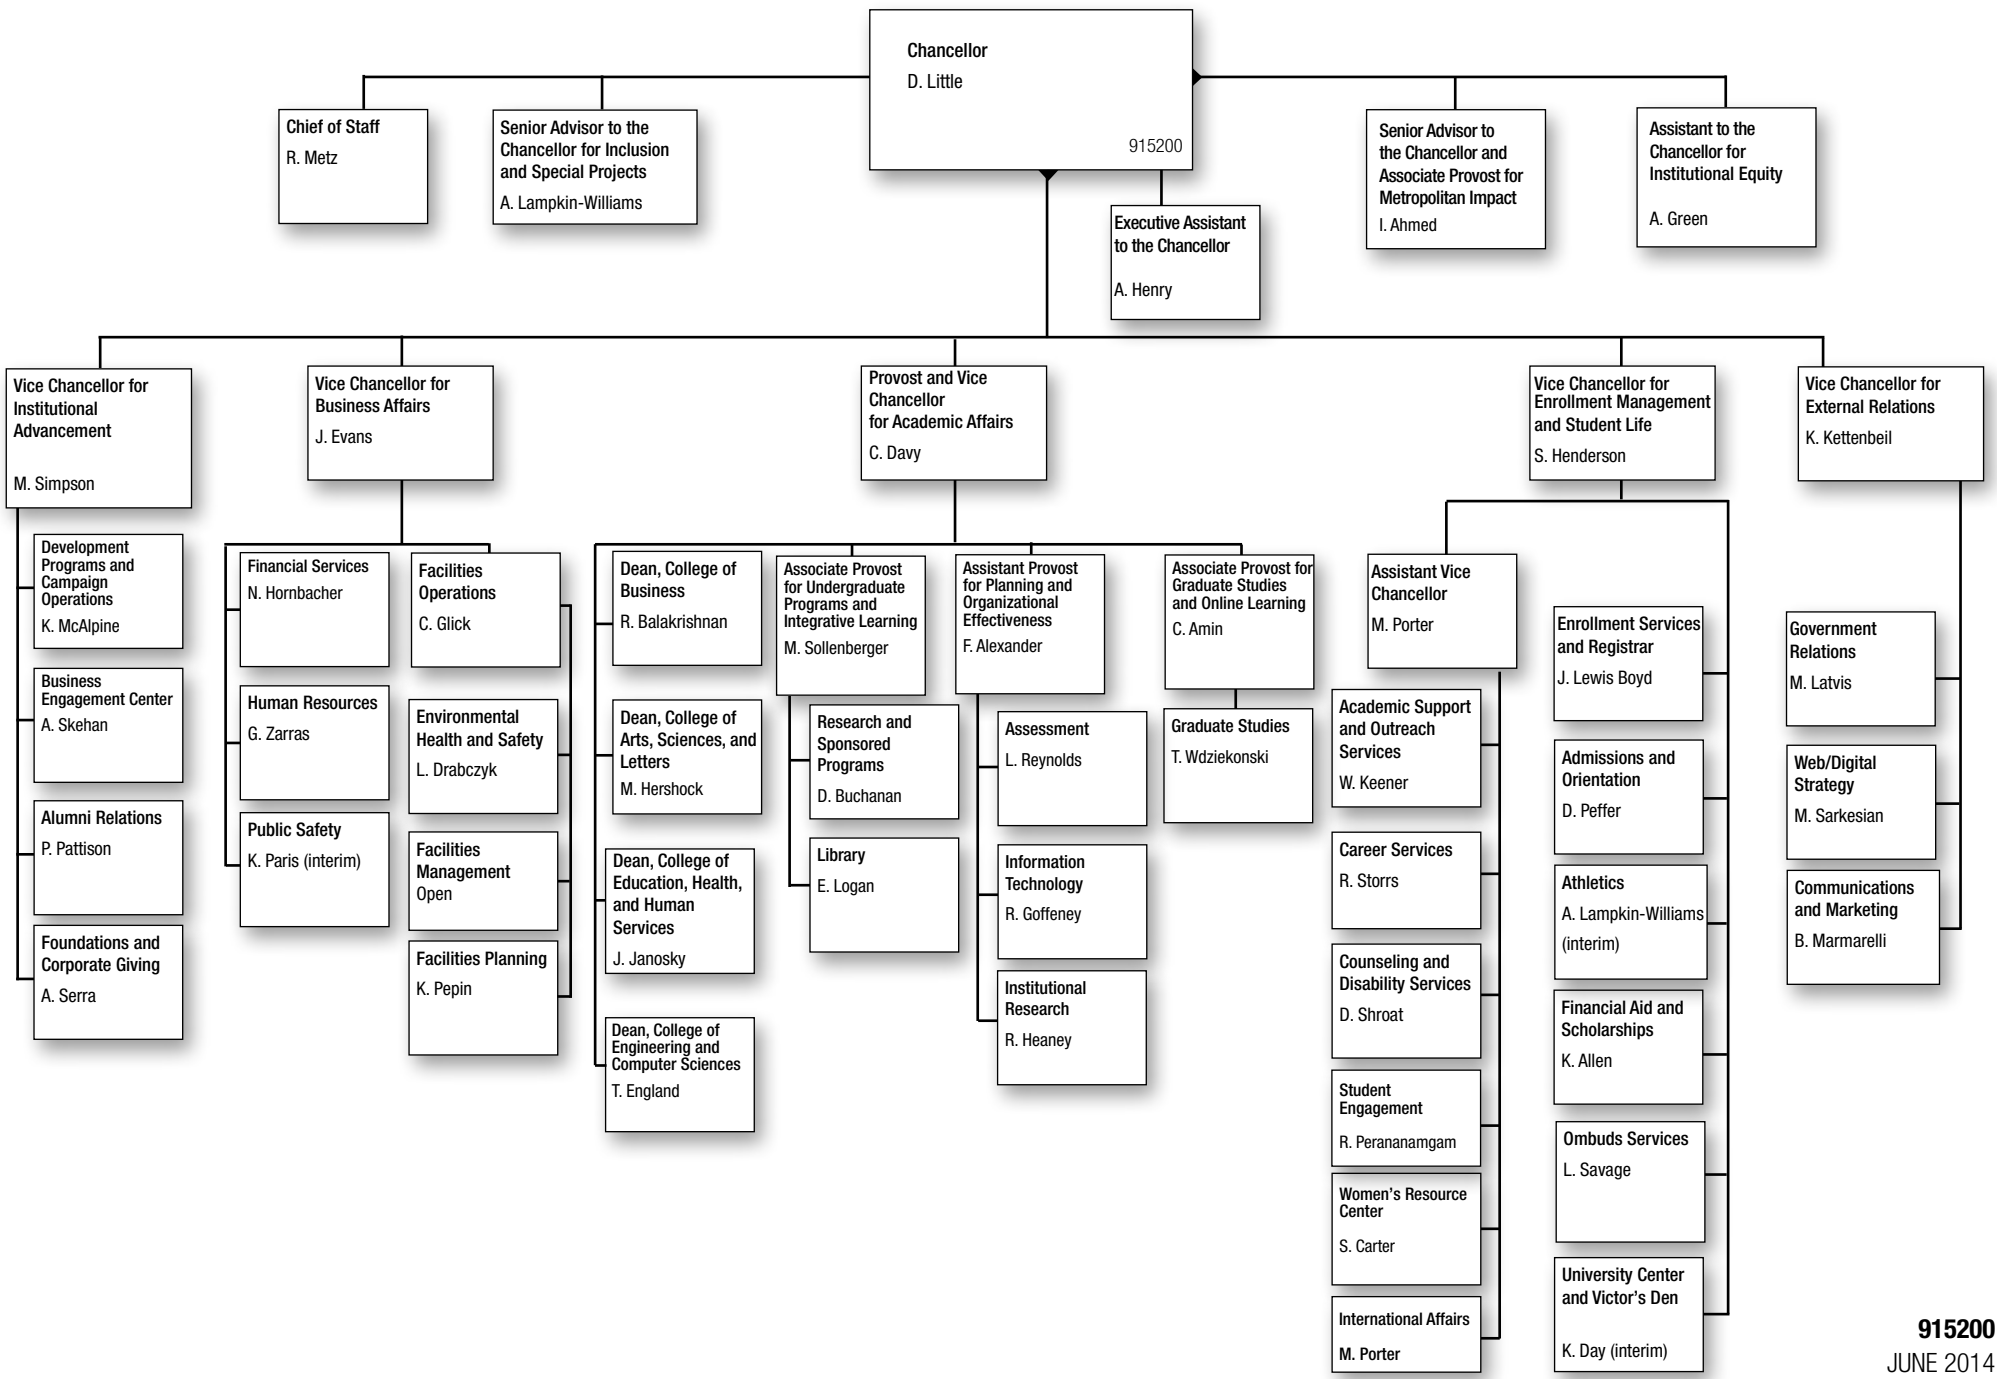 Chancellor
D. Little
915200
Chief of Staff
R. Metz
Senior Advisor to the
Chancellor for Inclusion
and Special Projects
A. Lampkin-Williams
Executive Assistant
to the Chancellor
A. Henry
Senior Advisor to
the Chancellor and
Associate Provost for
Metropolitan Impact
I. Ahmed
Assistant to the
Chancellor for
Institutional Equity
A. Green
Vice Chancellor for
Institutional
Advancement
M. Simpson
Development
Programs and
Campaign
Operations
K. McAlpine
Business
Engagement Center
A. Skehan
Alumni Relations
P. Pattison
Foundations and
Corporate Giving
A. Serra
Vice Chancellor for
Business Affairs
J. Evans
Financial Services
N. Hornbacher
Human Resources
G. Zarras
Public Safety
K. Paris (interim)
Facilities
Operations
C. Glick
Environmental
Health and Safety
L. Drabczyk
Facilities
Management
Open
Facilities Planning
K. Pepin
Provost and Vice
Chancellor
for Academic Affairs
C. Davy
Dean, College of
Business
R. Balakrishnan
Dean, College of
Arts, Sciences, and
Letters
M. Hershock
Dean, College of
Education, Health,
and Human
Services
J. Janosky
Dean, College of
Engineering and
Computer Sciences
T. England
Associate Provost
for Undergraduate
Programs and
Integrative Learning
M. Sollenberger
Research and
Sponsored
Programs
D. Buchanan
Library
E. Logan
Assistant Provost
for Planning and
Organizational
Effectiveness
F. Alexander
Assessment
L. Reynolds
Information
Technology
R. Goffeney
Institutional
Research
R. Heaney
Associate Provost for
Graduate Studies
and Online Learning
C. Amin
Graduate Studies
T. Wdziekonski
Vice Chancellor for
Enrollment Management
and Student Life
S. Henderson
Assistant Vice
Chancellor
M. Porter
Academic Support
and Outreach
Services
W. Keener
Career Services
R. Storrs
Counseling and
Disability Services
D. Shroat
Student
Engagement
R. Perananamgam
Women's Resource
Center
S. Carter
International Affairs
M. Porter
Enrollment Services
and Registrar
J. Lewis Boyd
Admissions and
Orientation
D. Peffer
Athletics
A. Lampkin-Williams
(interim)
Financial Aid and
Scholarships
K. Allen
Ombuds Services
L. Savage
University Center
and Victor's Den
K. Day (interim)
Vice Chancellor for
External Relations
K. Kettenbeil
Government
Relations
M. Latvis
Web/Digital
Strategy
M. Sarkesian
Communications
and Marketing
B. Marmarelli
915200
JUNE 2014